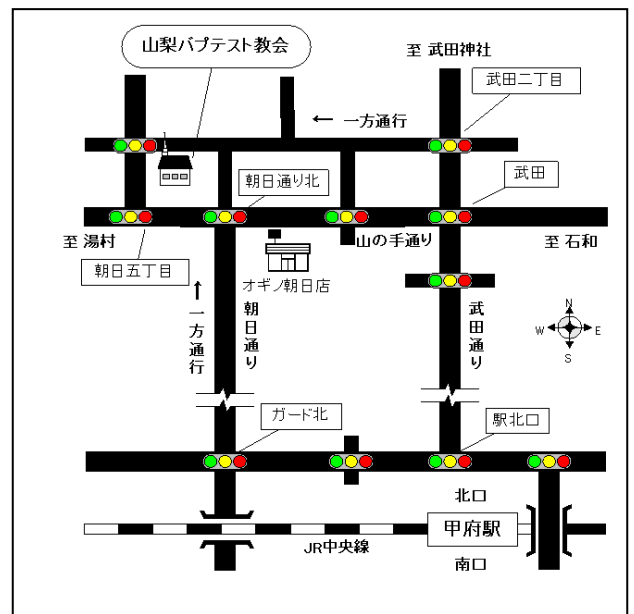 山梨バプテスト教会
至 武田神社
武田二丁目
← 一方通行
武田
朝日通り北
至 湯村
山の手通り
至 石和
朝日五丁目
オギノ朝日店
↑一方通行
朝日通り
武田通り
N
W
E
S
ガード北
駅北口
北口
甲府駅
JR中央線
南口